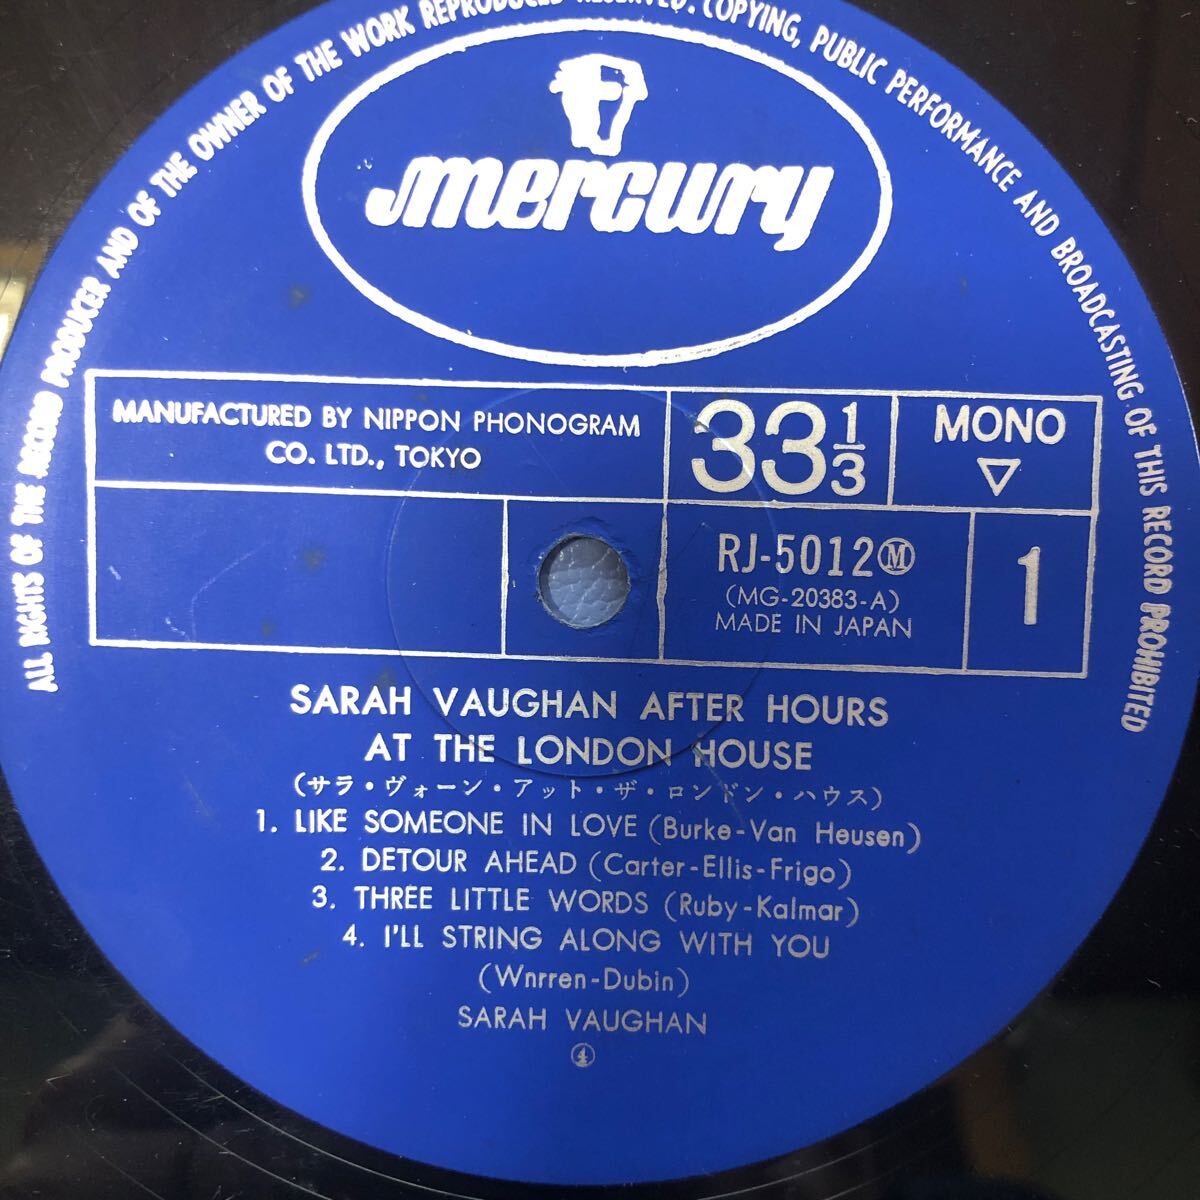 ALL RIGHTS OF THE RECORD PRODUCER AND OF THE OWNER OF THE WORK REPRODUCED RESERVED. COPYING, PUBLIC PERFORMANCE AND BROADCASTING OF THIS RECORD PROHIBITED
mercury
MANUFACTURED BY NIPPON PHONOGRAM
CO. LTD., TOKYO
33 1/3
MONO
▽
RJ-5012Ⓜ
(MG-20383-A)
MADE IN JAPAN
1
SARAH VAUGHAN AFTER HOURS
AT THE LONDON HOUSE
(サラ・ヴォーン・アット・ザ・ロンドン・ハウス)
1. LIKE SOMEONE IN LOVE (Burke-Van Heusen)
2. DETOUR AHEAD (Carter-Ellis-Frigo)
3. THREE LITTLE WORDS (Ruby-Kalmar)
4. I'LL STRING ALONG WITH YOU
(Wnrren-Dubin)
SARAH VAUGHAN
④